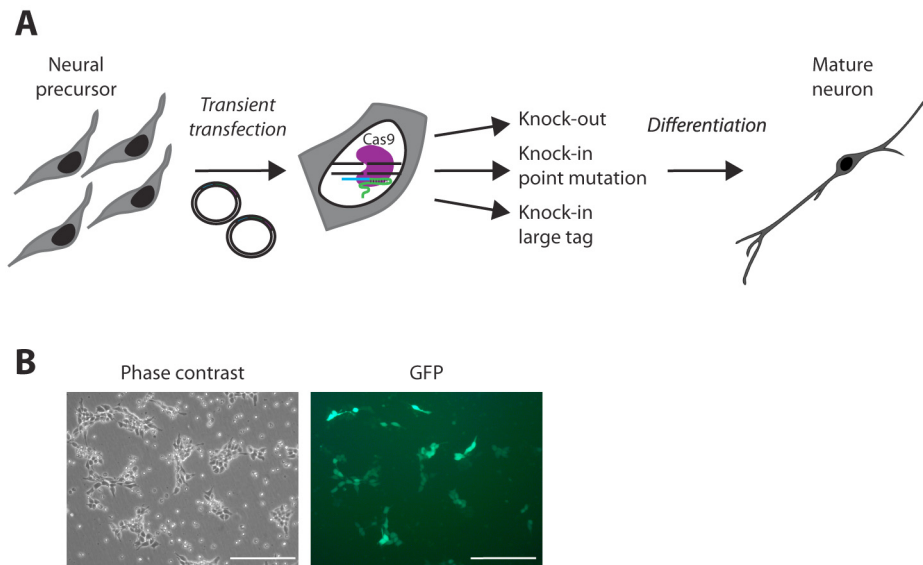 A
Neural
precursor
Transient
transfection
Cas9
Knock-out
Knock-in
point mutation
Knock-in
large tag
Differentiation
Mature
neuron
B
Phase contrast
GFP